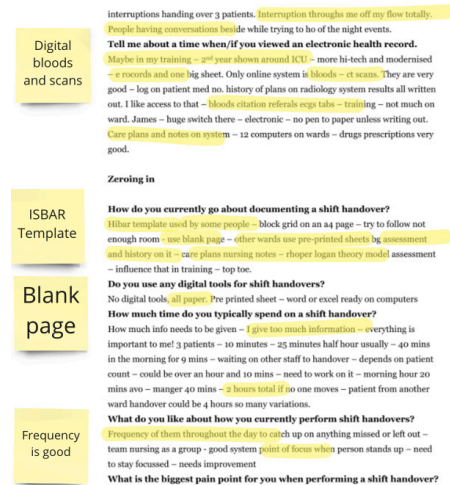 Digital
bloods
and scans
ISBAR
Template
Blank
page
Frequency
is good
interruptions handing over 3 patients. Interruption throughs me off my flow totally.
People having conversations beside while trying to ho of the night events.
Tell me about a time when/if you viewed an electronic health record.
Maybe in my training – 2nd year shown around ICU – more hi-tech and modernised
– e rocords and one big sheet. Only online system is bloods – ct scans. They are very
good – log on patient med no. history of plans on radiology system results all written
out. I like access to that – bloods citation referals ecgs tabs – training – not much on
ward. James – huge switch there – electronic – no pen to paper unless writing out.
Care plans and notes on system – 12 computers on wards – drugs prescriptions very
good.
Zeroing in
How do you currently go about documenting a shift handover?
Hibar template used by some people – block grid on an a4 page – try to follow not
enough room - use blank page – other wards use pre-printed sheets bg assessment
and history on it – care plans nursing notes – rhoper logan theory model assessment
– influence that in training – top toe.
Do you use any digital tools for shift handovers?
No digital tools, all paper. Pre printed sheet – word or excel ready on computers
How much time do you typically spend on a shift handover?
How much info needs to be given – I give too much information – everything is
important to me! 3 patients – 10 minutes – 25 minutes half hour usually – 40 mins
in the morning for 9 mins – waiting on other staff to handover – depends on patient
count – could be over an hour and 10 mins – need to work on it – morning hour 20
mins avo – manger 40 mins – 2 hours total if no one moves – patient from another
ward handover could be 4 hours so many variations.
What do you like about how you currently perform shift handovers?
Frequency of them throughout the day to catch up on anything missed or left out –
team nursing as a group - good system point of focus when person stands up – need
to stay focussed – needs improvement
What is the biggest pain point for you when performing a shift handover?